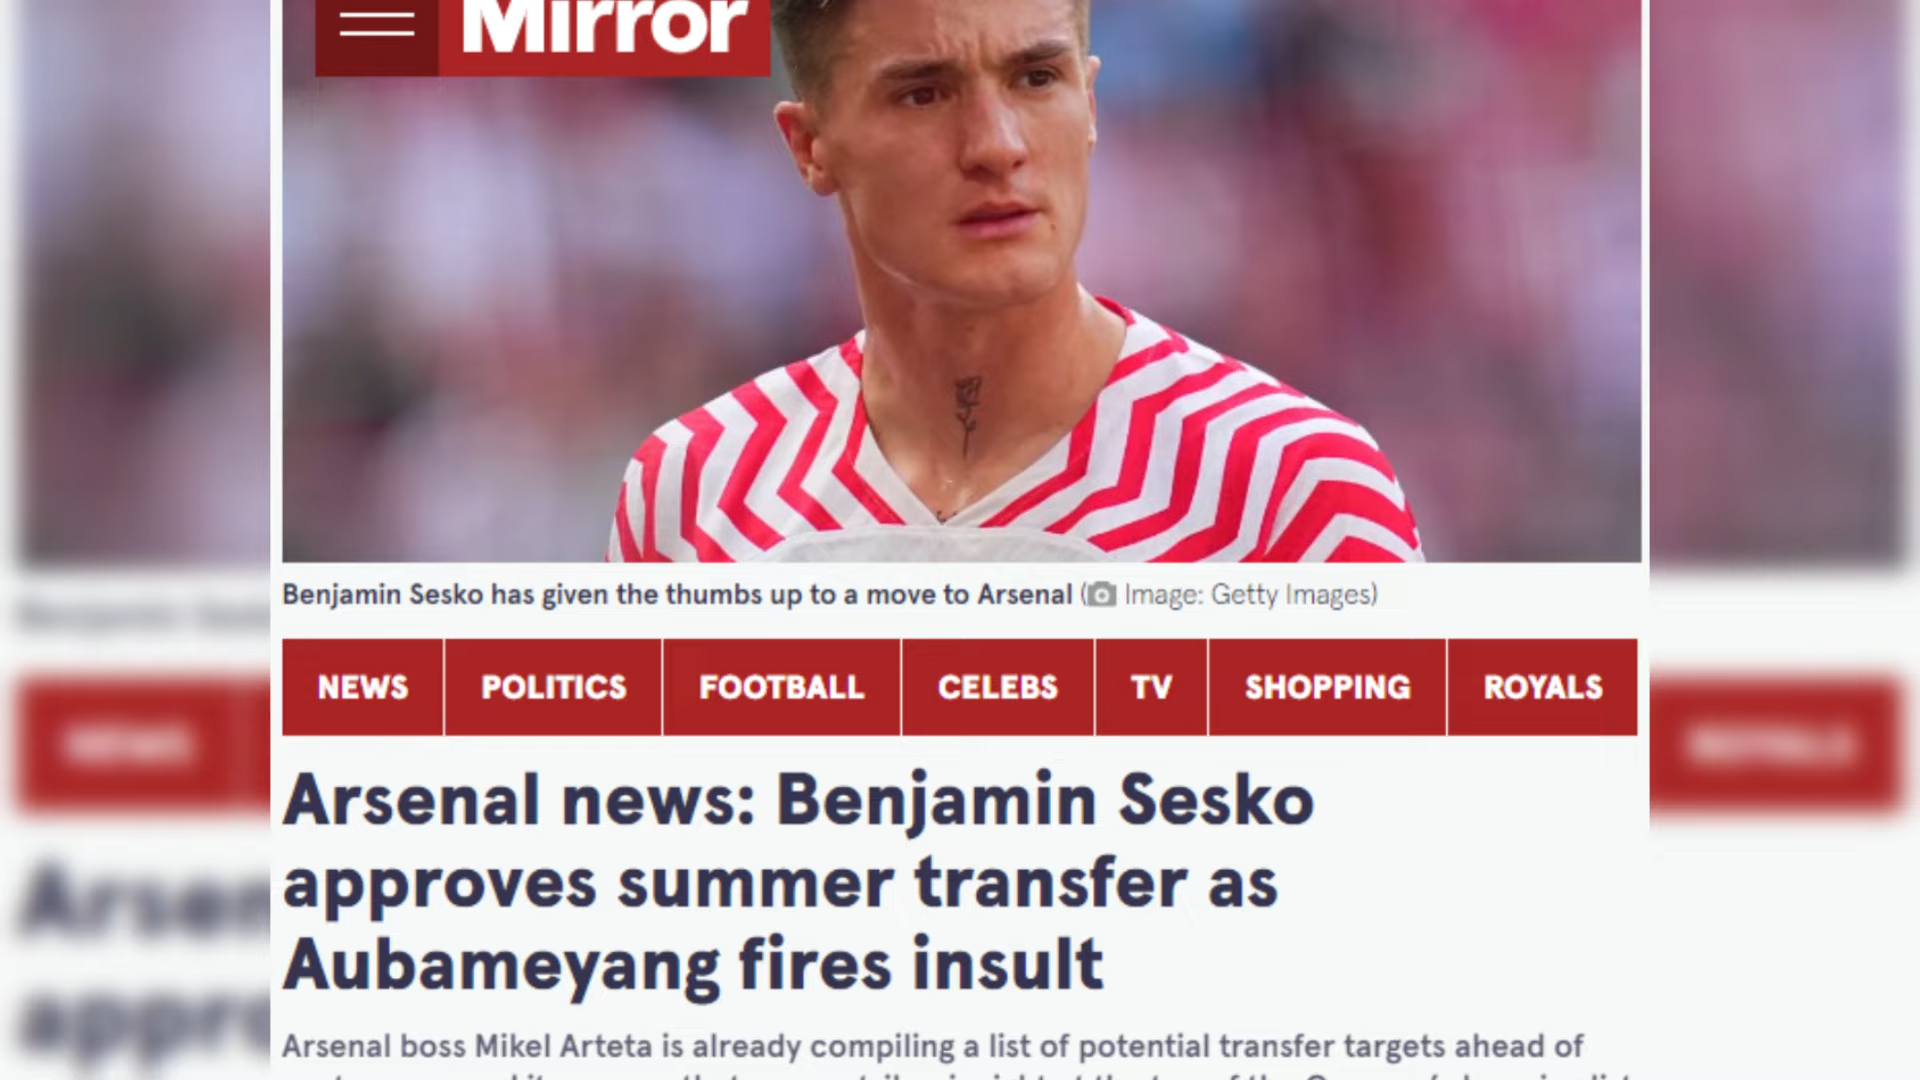 Mirror
Benjamin Sesko has given the thumbs up to a move to Arsenal (Image: Getty Images)
NEWS POLITICS FOOTBALL CELEBS TV SHOPPING ROYALS
Arsenal news: Benjamin Sesko
approves summer transfer as
Aubameyang fires insult
Arsenal boss Mikel Arteta is already compiling a list of potential transfer targets ahead of